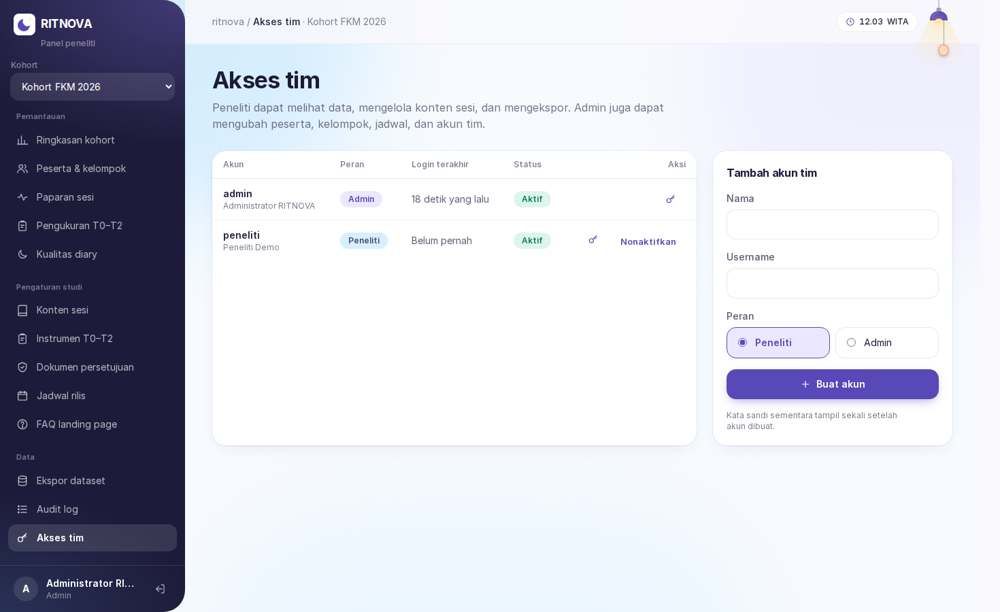 RITNOVA
Panel peneliti
Kohort
Kohort FKM 2026
Pemantauan
Ringkasan kohort
Peserta & kelompok
Paparan sesi
Pengukuran T0–T2
Kualitas diary
Pengaturan studi
Konten sesi
Instrumen T0–T2
Dokumen persetujuan
Jadwal rilis
FAQ landing page
Data
Ekspor dataset
Audit log
Akses tim
A
Administrator RI...
Admin
ritnova / Akses tim · Kohort FKM 2026
12.03 WITA
Akses tim
Peneliti dapat melihat data, mengelola konten sesi, dan mengekspor. Admin juga dapat
mengubah peserta, kelompok, jadwal, dan akun tim.
Akun Peran Login terakhir Status Aksi
admin
Administrator RITNOVA
Admin 18 detik yang lalu Aktif
peneliti
Peneliti Demo
Peneliti Belum pernah Aktif Nonaktifkan
Tambah akun tim
Nama
Username
Peran
Peneliti Admin
+ Buat akun
Kata sandi sementara tampil sekali setelah
akun dibuat.